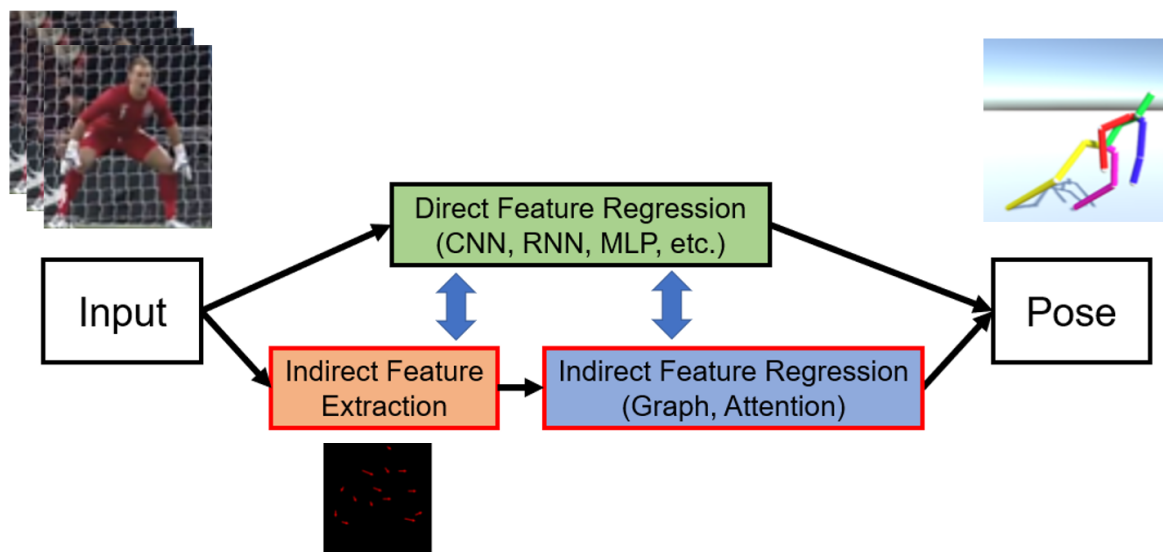 Direct Feature Regression
(CNN, RNN, MLP, etc.)
Input
Pose
Indirect Feature
Extraction
Indirect Feature Regression
(Graph, Attention)